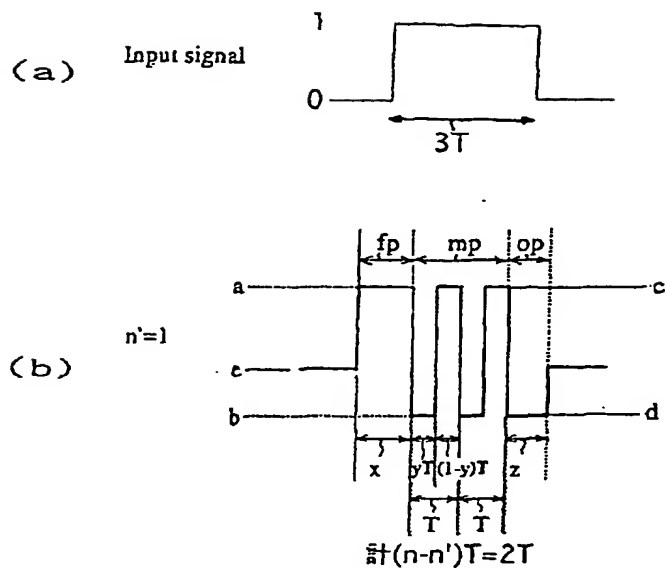 1
(a) Input signal
0
3T
fp mp op
a c
n'=1
(b) e
b d
x yT (1-y)T z
T T
計(n-n')T=2T